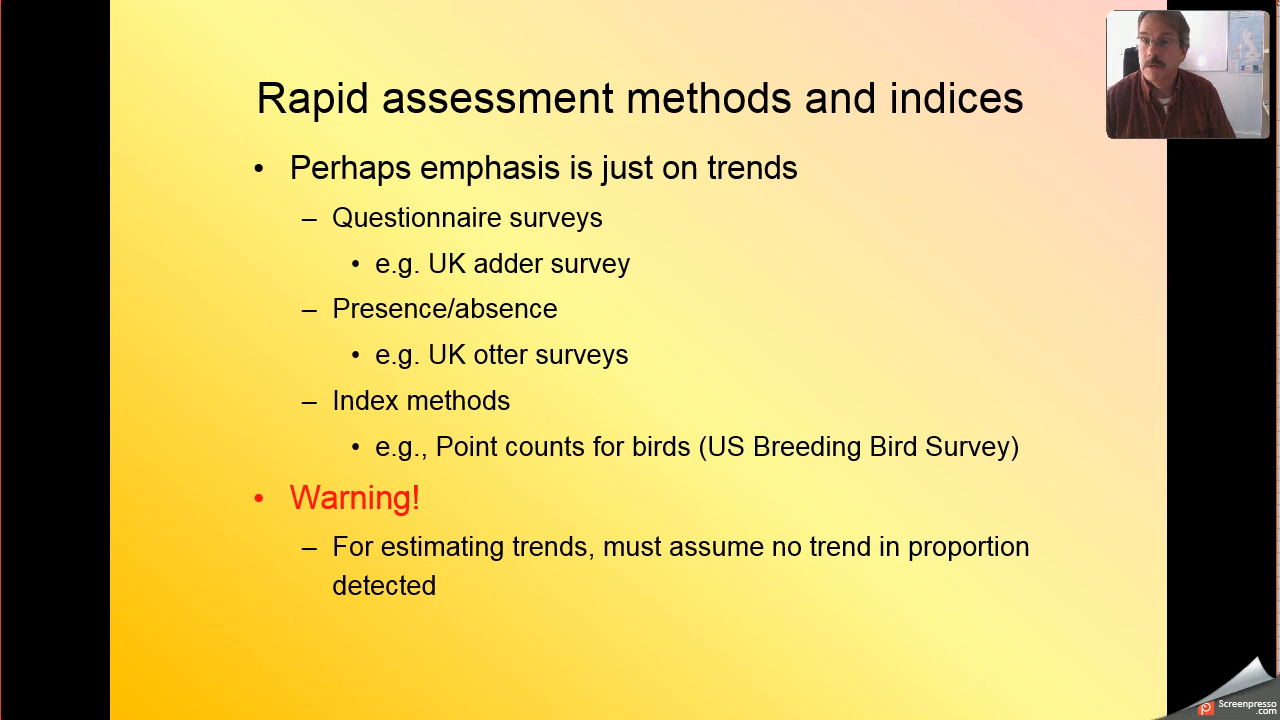 Rapid assessment methods and indices
• Perhaps emphasis is just on trends
– Questionnaire surveys
• e.g. UK adder survey
– Presence/absence
• e.g. UK otter surveys
– Index methods
• e.g., Point counts for birds (US Breeding Bird Survey)
• Warning!
– For estimating trends, must assume no trend in proportion
detected
Screenpresso
.com